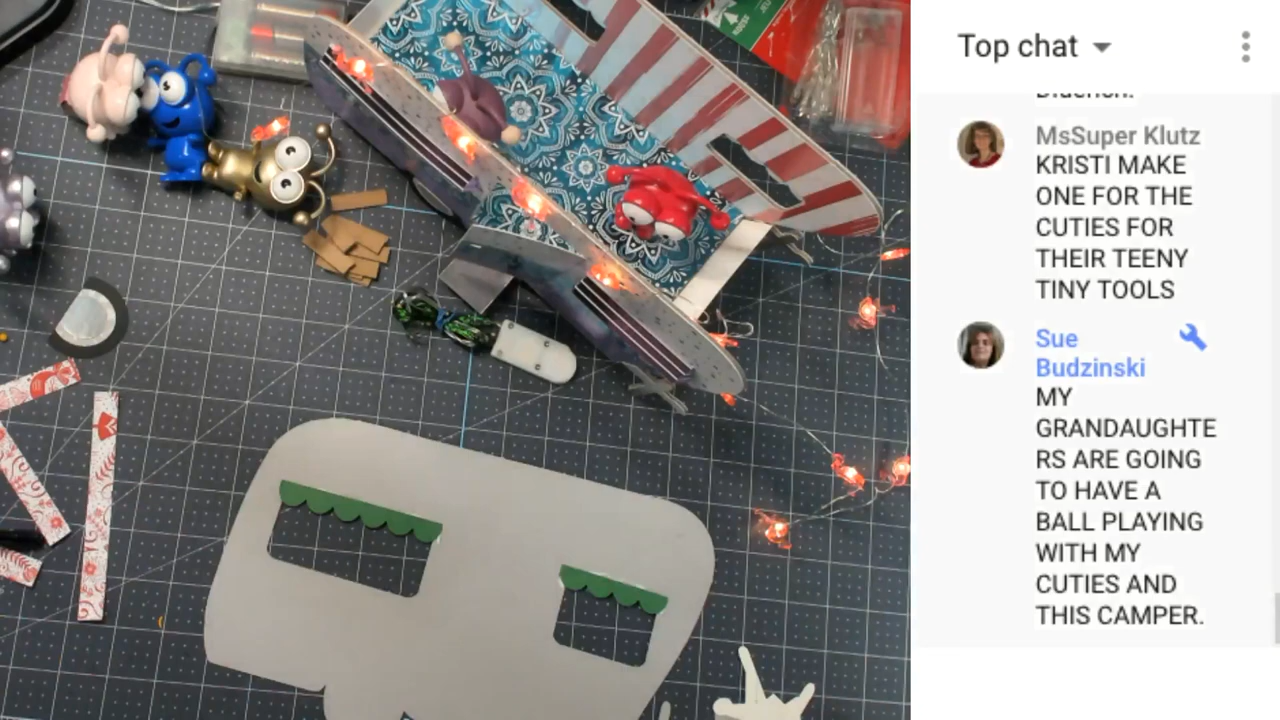 Top chat
MsSuper Klutz
KRISTI MAKE
ONE FOR THE
CUTIES FOR
THEIR TEENY
TINY TOOLS
Sue
Budzinski
MY
GRANDAUGHTE
RS ARE GOING
TO HAVE A
BALL PLAYING
WITH MY
CUTIES AND
THIS CAMPER.